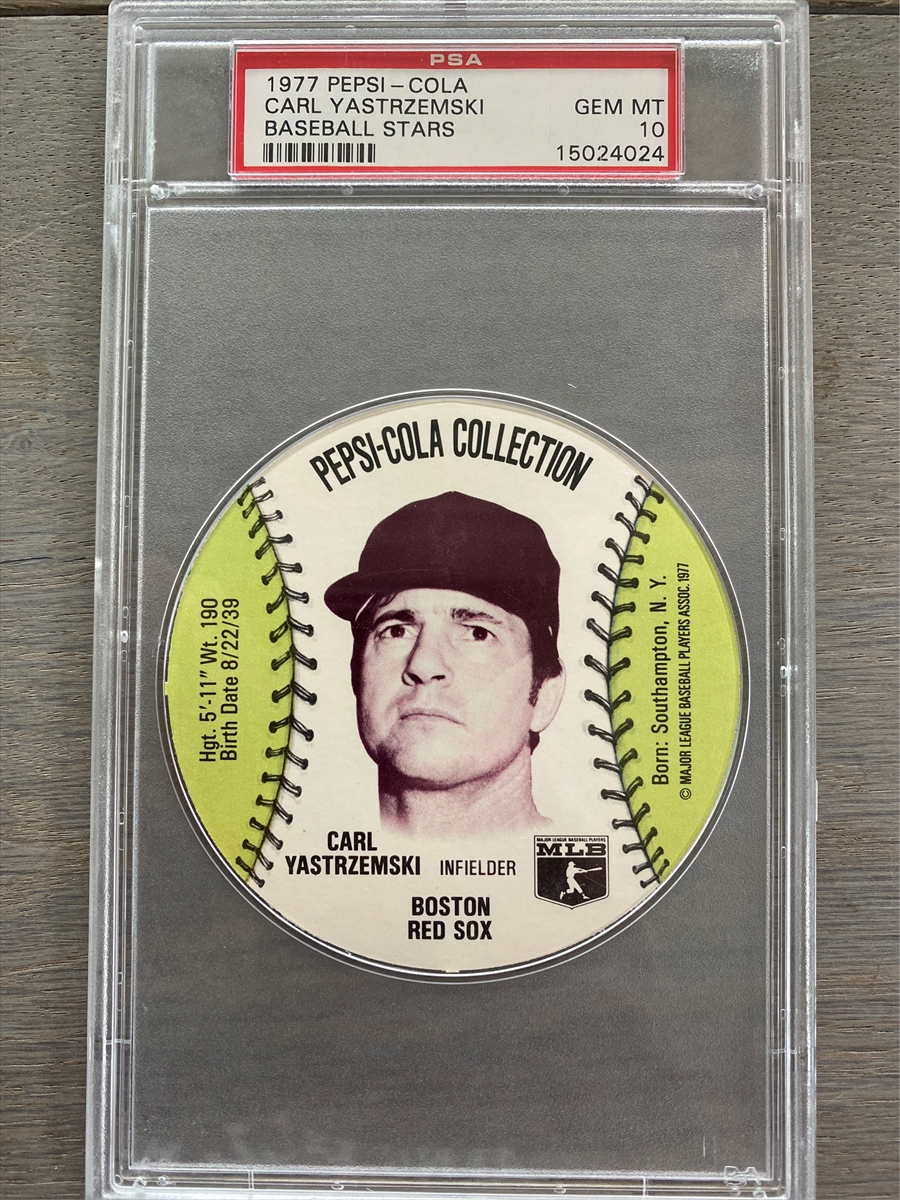 PSA
1977 PEPSI-COLA
CARL YASTRZEMSKI GEM MT
BASEBALL STARS 10
15024024
PEPSI-COLA COLLECTION
Hgt. 5'-11" Wt. 190
Birth Date 8/22/39
Born: Southampton, N. Y.
© MAJOR LEAGUE BASEBALL PLAYERS ASSOC. 1977
CARL
YASTRZEMSKI INFIELDER
MAJOR LEAGUE BASEBALL PLAYERS
MLB
BOSTON
RED SOX